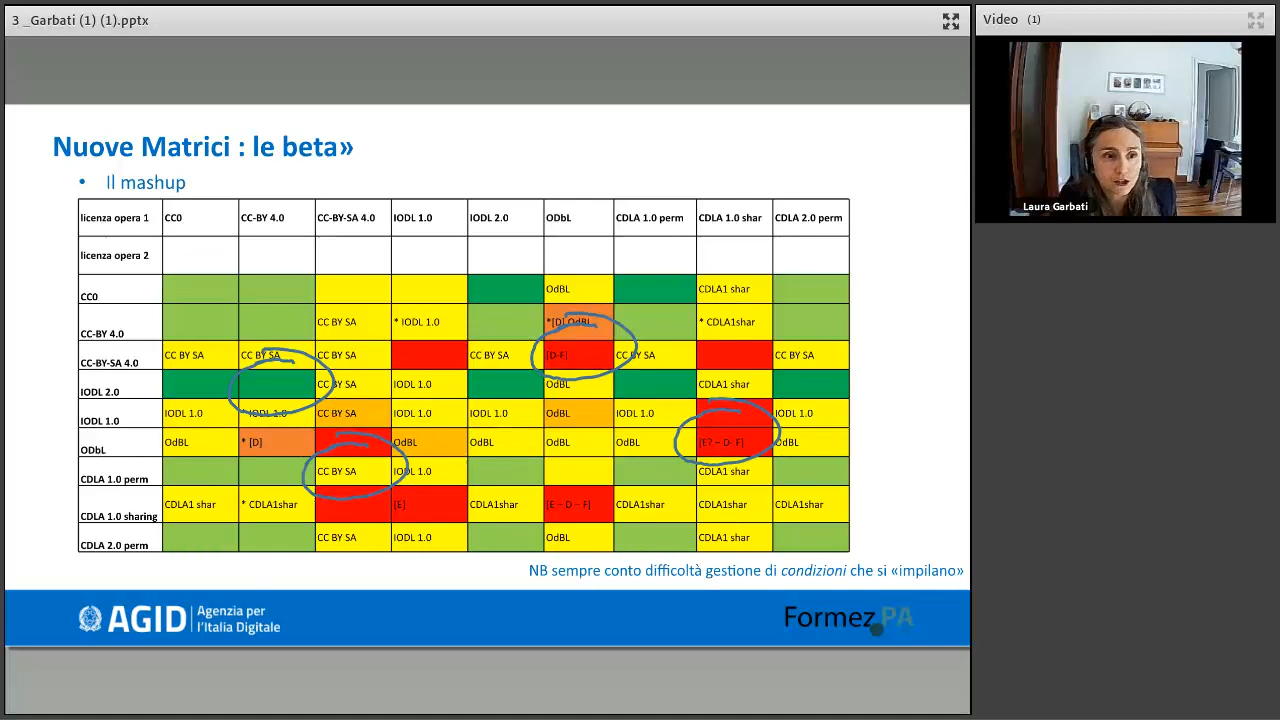 3 _Garbati (1) (1).pptx
Video (1)
Laura Garbati
Nuove Matrici : le beta»
• Il mashup
licenza opera 1 CC0 CC-BY 4.0 CC-BY-SA 4.0 IODL 1.0 IODL 2.0 ODbL CDLA 1.0 perm CDLA 1.0 shar CDLA 2.0 perm
licenza opera 2
CC0 OdBL CDLA1 shar
CC-BY 4.0 CC BY SA * IODL 1.0 *[D] OdBL * CDLA1shar
CC-BY-SA 4.0 CC BY SA CC BY SA CC BY SA CC BY SA [D-F] CC BY SA CC BY SA
IODL 2.0 CC BY SA IODL 1.0 OdBL CDLA1 shar
IODL 1.0 IODL 1.0 IODL 1.0 CC BY SA IODL 1.0 IODL 1.0 OdBL IODL 1.0 IODL 1.0
ODbL OdBL * [D] OdBL OdBL OdBL OdBL [E? – D- F] OdBL
CDLA 1.0 perm CC BY SA IODL 1.0 CDLA1 shar
CDLA 1.0 sharing CDLA1 shar * CDLA1shar [E] CDLA1shar [E – D – F] CDLA1shar CDLA1shar CDLA1shar
CDLA 2.0 perm CC BY SA IODL 1.0 OdBL CDLA1 shar
NB sempre conto difficoltà gestione di condizioni che si «impilano»
AGID Agenzia per
l'Italia Digitale
Formez PA